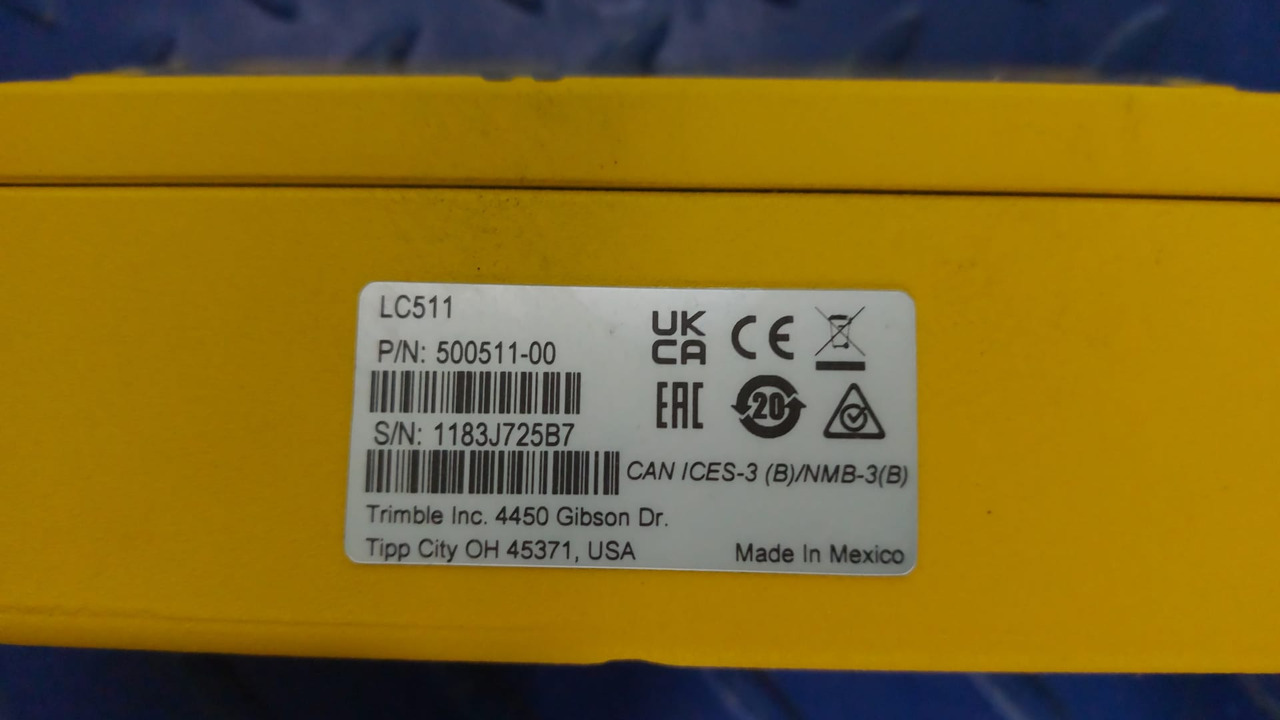 LC511
P/N: 500511-00
S/N: 1183J725B7
UK
CA
CE
EAC
20
CAN ICES-3 (B)/NMB-3(B)
Trimble Inc. 4450 Gibson Dr.
Tipp City OH 45371, USA
Made In Mexico